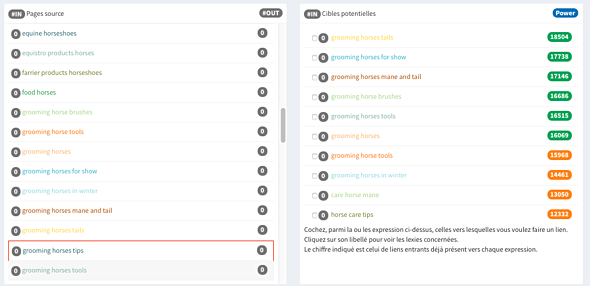 #IN Pages source #OUT
0 equine horseshoes 0
0 equistro products horses 0
0 farrier products horseshoes 0
0 food horses 0
0 grooming horse brushes 0
0 grooming horse tools 0
0 grooming horses 0
0 grooming horses for show 0
0 grooming horses in winter 0
0 grooming horses mane and tail 0
0 grooming horses tails 0
0 grooming horses tips 0
0 grooming horses tools 0
#IN Cibles potentielles Power
0 grooming horses tails 18504
0 grooming horses for show 17738
0 grooming horses mane and tail 17146
0 grooming horse brushes 16686
0 grooming horses tools 16515
0 grooming horses 16069
0 grooming horse tools 15968
0 grooming horses in winter 14461
0 care horse mane 13050
0 horse care tips 12332
Cochez, parmi la ou les expression ci-dessus, celles vers lesquelles vous voulez faire un lien.
Cliquez sur son libellé pour voir les lexies concernées.
Le chiffre indiqué est celui de liens entrants déjà présent vers chaque expression.